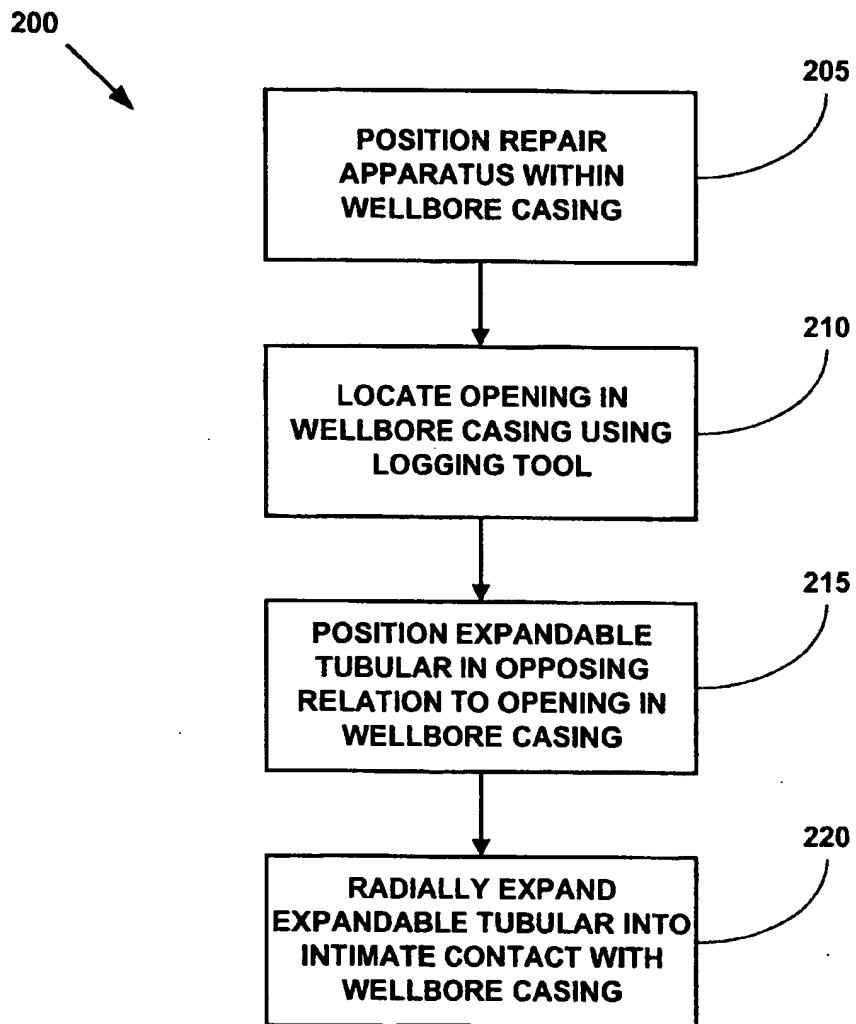 200
205
POSITION REPAIR
APPARATUS WITHIN
WELLBORE CASING
210
LOCATE OPENING IN
WELLBORE CASING USING
LOGGING TOOL
215
POSITION EXPANDABLE
TUBULAR IN OPPOSING
RELATION TO OPENING IN
WELLBORE CASING
220
RADIALLY EXPAND
EXPANDABLE TUBULAR INTO
INTIMATE CONTACT WITH
WELLBORE CASING